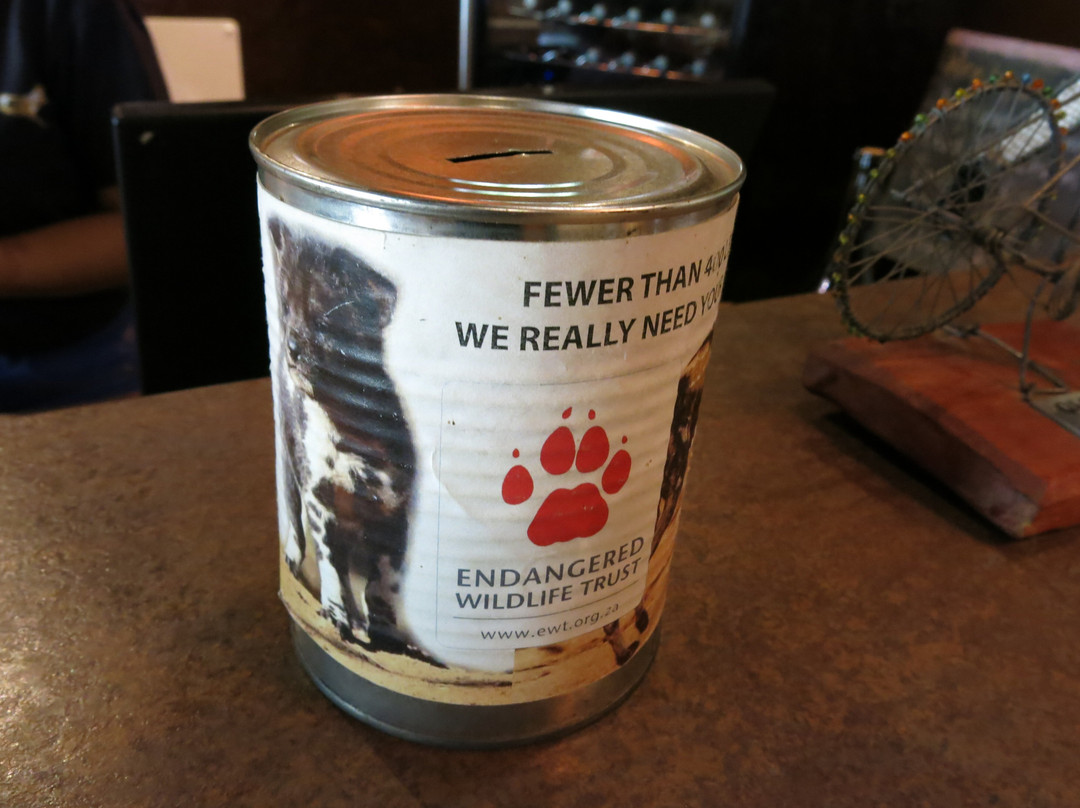 FEWER THAN
WE REALLY NEED
ENDANGERED
WILDLIFE TRUST
www.ewt.org.za